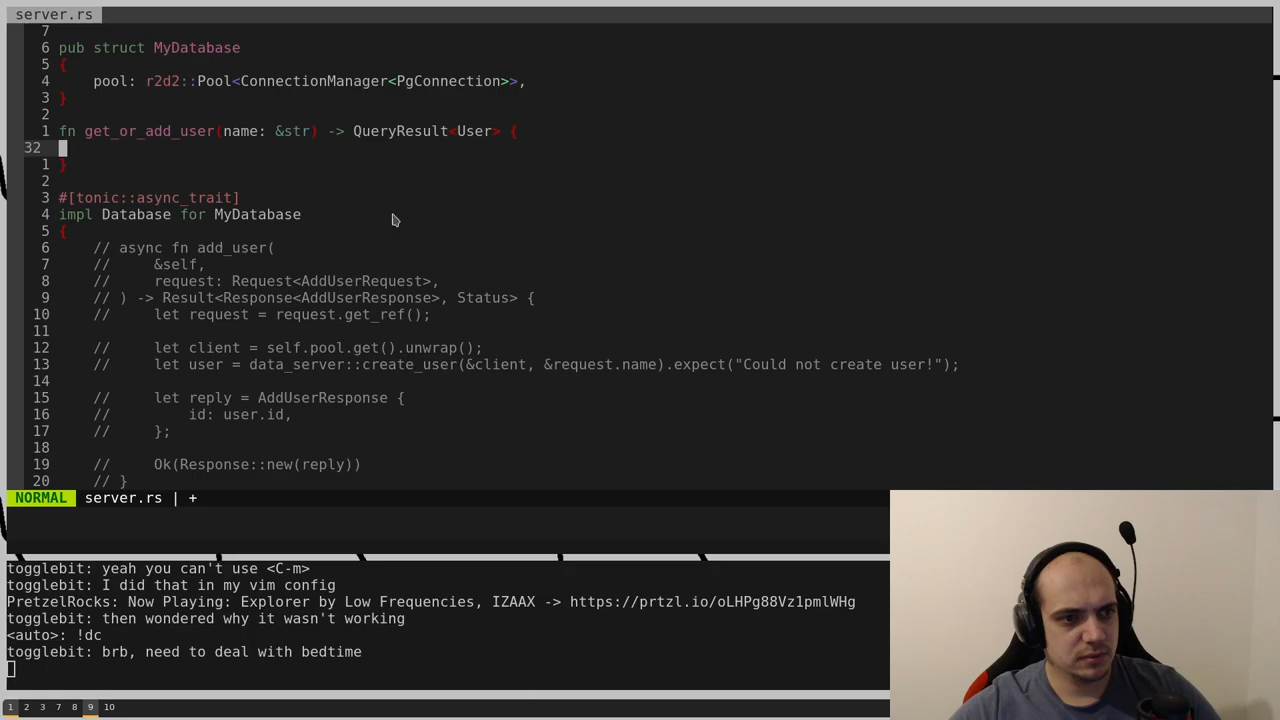 server.rs
7
6 pub struct MyDatabase
5 {
4 pool: r2d2::Pool<ConnectionManager<PgConnection>>,
3 }
2
1 fn get_or_add_user(name: &str) -> QueryResult<User> {
32
1 }
2
3 #[tonic::async_trait]
4 impl Database for MyDatabase
5 {
6 // async fn add_user(
7 // &self,
8 // request: Request<AddUserRequest>,
9 // ) -> Result<Response<AddUserResponse>, Status> {
10 // let request = request.get_ref();
11
12 // let client = self.pool.get().unwrap();
13 // let user = data_server::create_user(&client, &request.name).expect("Could not create user!");
14
15 // let reply = AddUserResponse {
16 // id: user.id,
17 // };
18
19 // Ok(Response::new(reply))
20 // }
NORMAL server.rs | +
togglebit: yeah you can't use <C-m>
togglebit: I did that in my vim config
PretzelRocks: Now Playing: Explorer by Low Frequencies, IZAAX -> https://prtzl.io/oLHPg88Vz1pmlWHg
togglebit: then wondered why it wasn't working
<auto>: !dc
togglebit: brb, need to deal with bedtime
1 2 3 7 8 9 10